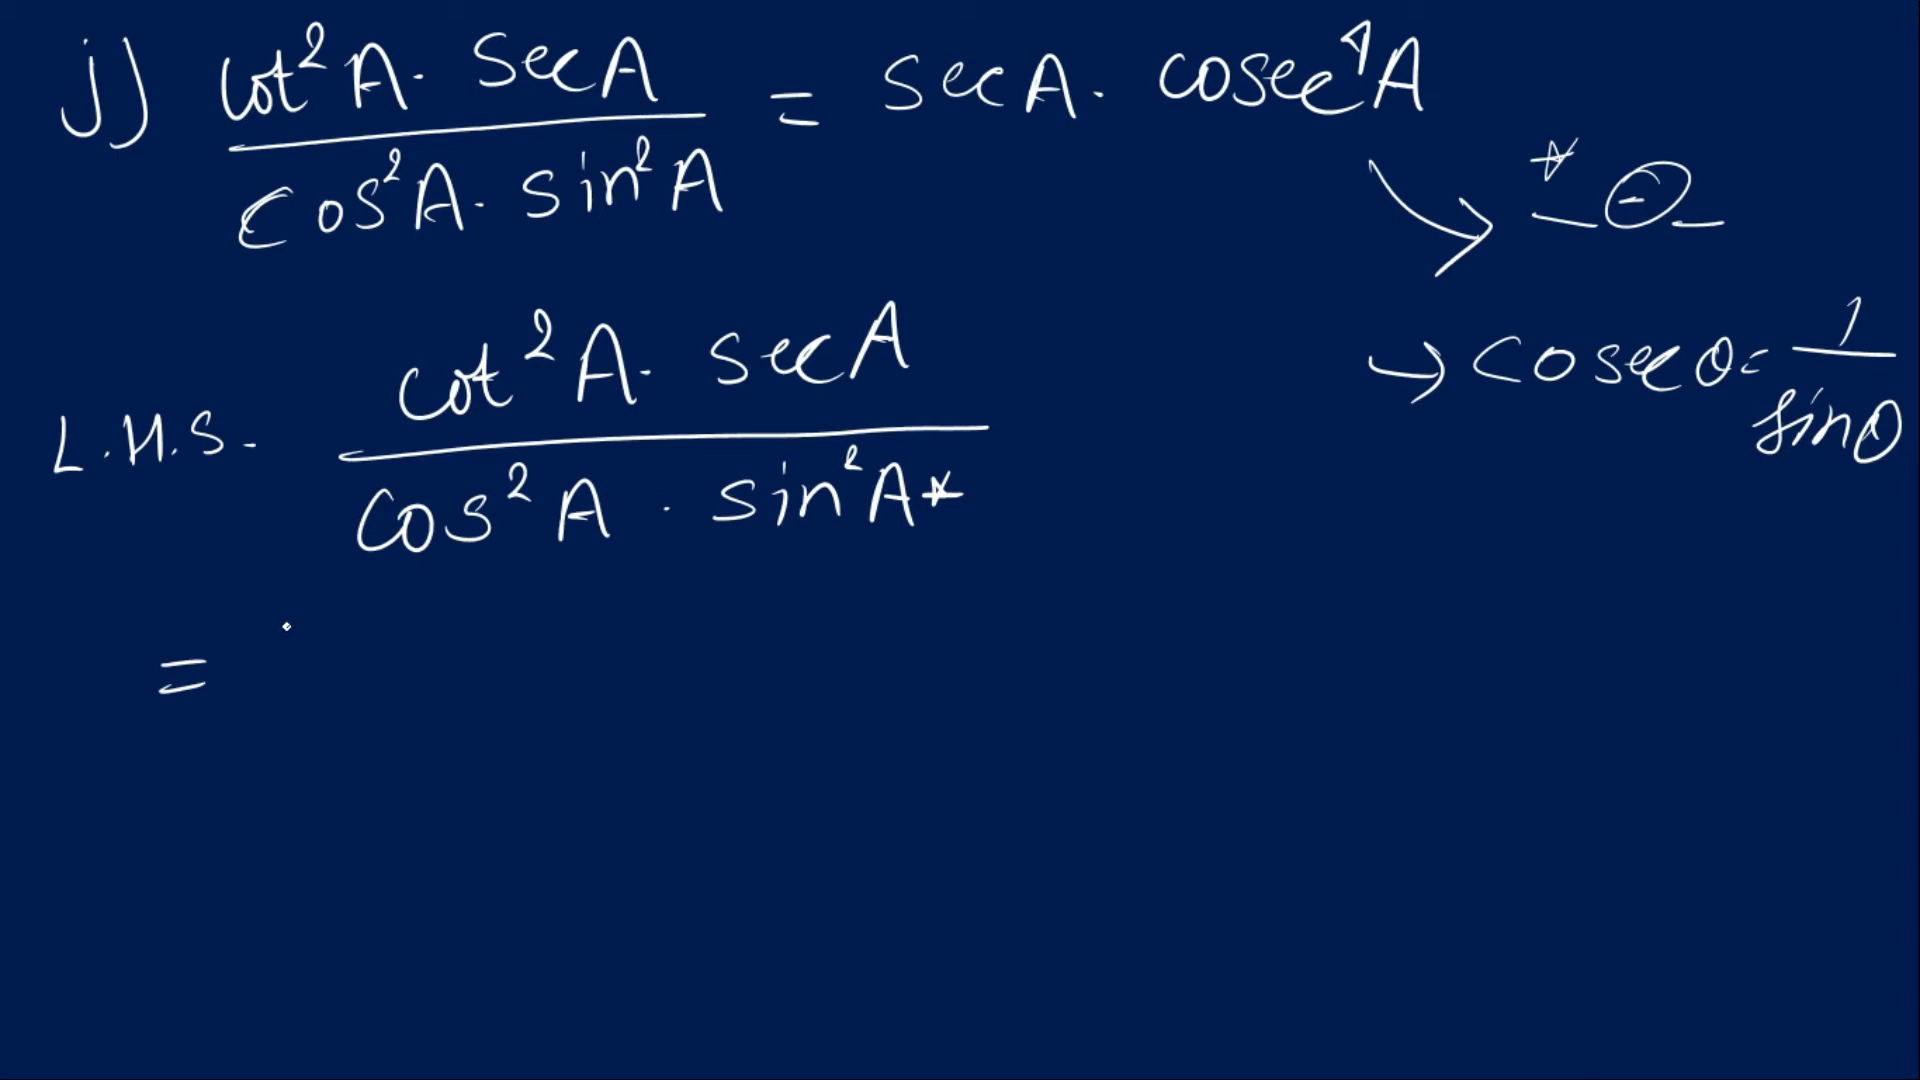 j) cot²A. secA / cos²A. sin²A = secA. cosec⁴A
* _ ⊖ _
→ cosecθ = 1 / sinθ
L.H.S. cot²A. secA / cos²A . sin²A*
=